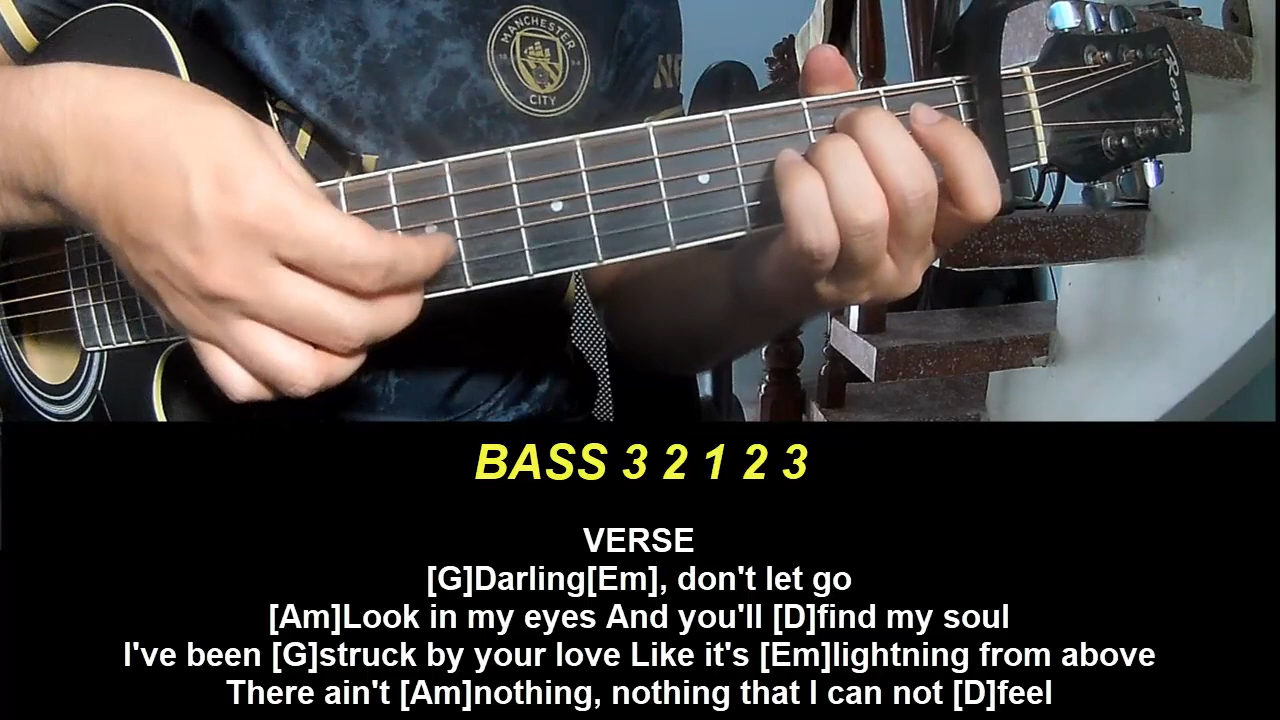 MANCHESTER
CITY
BASS 3 2 1 2 3
VERSE
[G]Darling[Em], don't let go
[Am]Look in my eyes And you'll [D]find my soul
I've been [G]struck by your love Like it's [Em]lightning from above
There ain't [Am]nothing, nothing that I can not [D]feel